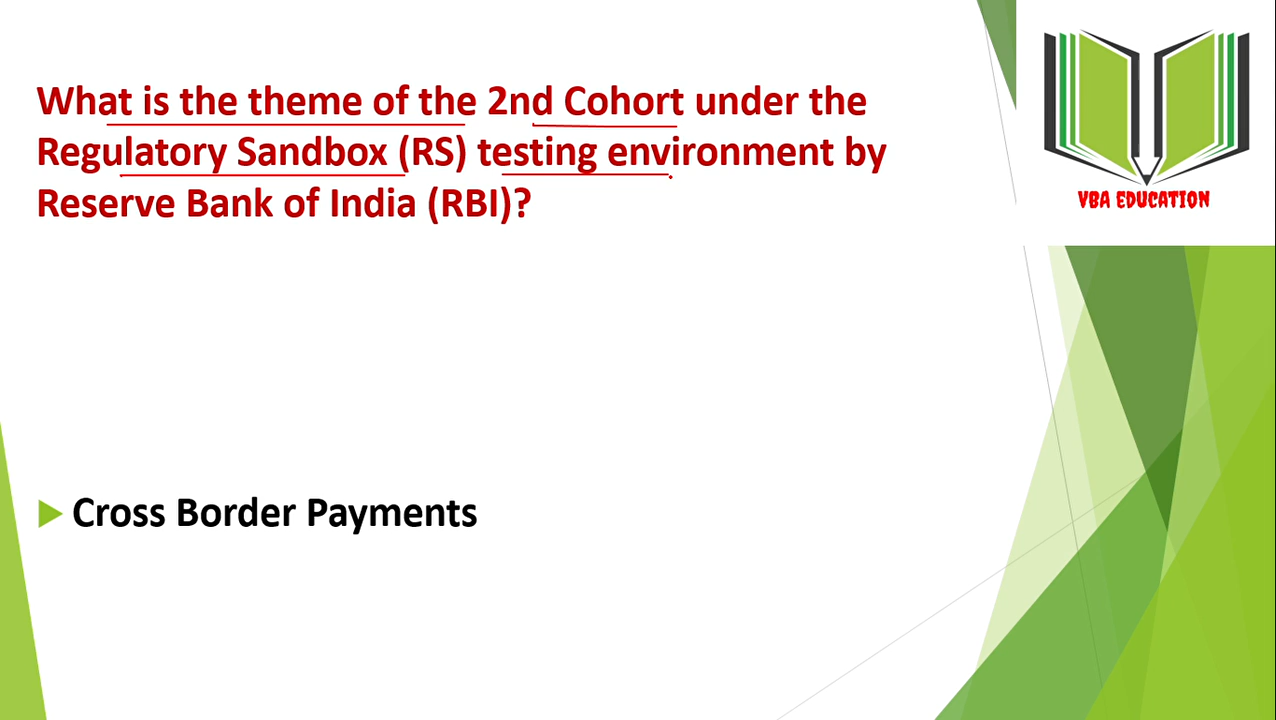 What is the theme of the 2nd Cohort under the
Regulatory Sandbox (RS) testing environment by
Reserve Bank of India (RBI)?
VBA EDUCATION
Cross Border Payments